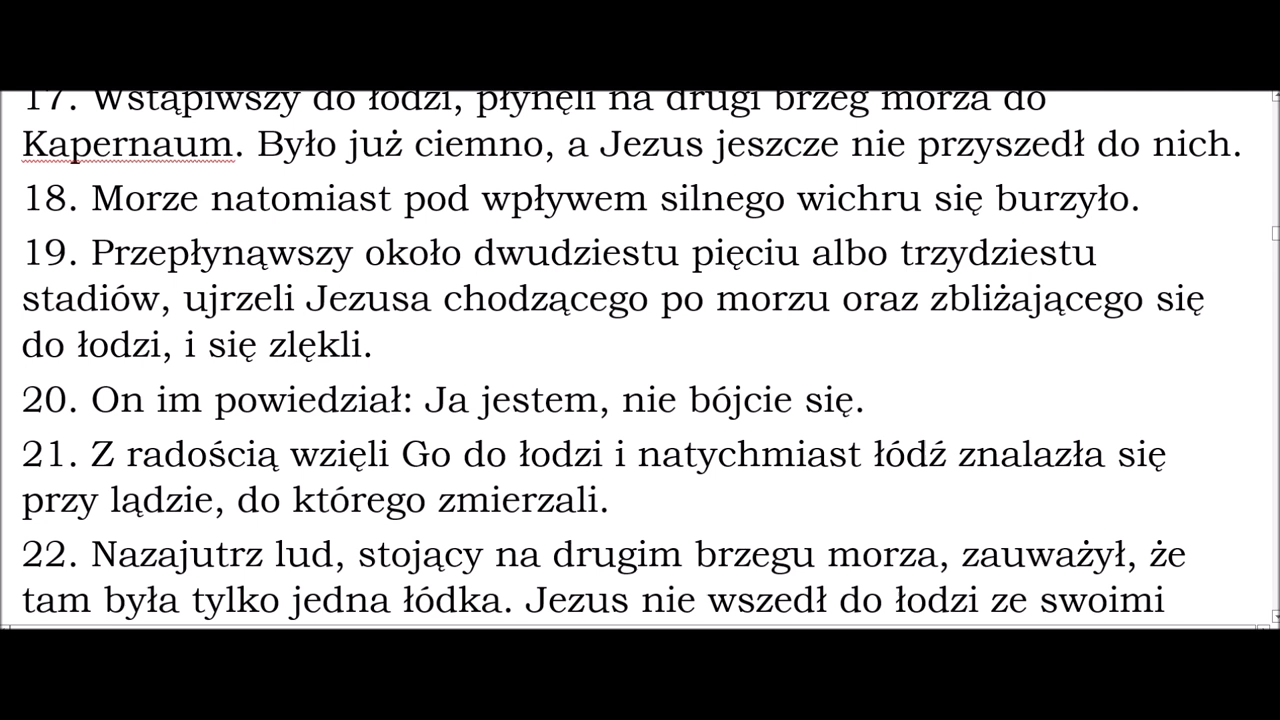 17. Wstąpiwszy do łodzi, płynęli na drugi brzeg morza do
Kapernaum. Było już ciemno, a Jezus jeszcze nie przyszedł do nich.
18. Morze natomiast pod wpływem silnego wichru się burzyło.
19. Przepłynąwszy około dwudziestu pięciu albo trzydziestu
stadiów, ujrzeli Jezusa chodzącego po morzu oraz zbliżającego się
do łodzi, i się zlękli.
20. On im powiedział: Ja jestem, nie bójcie się.
21. Z radością wzięli Go do łodzi i natychmiast łódź znalazła się
przy lądzie, do którego zmierzali.
22. Nazajutrz lud, stojący na drugim brzegu morza, zauważył, że
tam była tylko jedna łódka. Jezus nie wszedł do łodzi ze swoimi